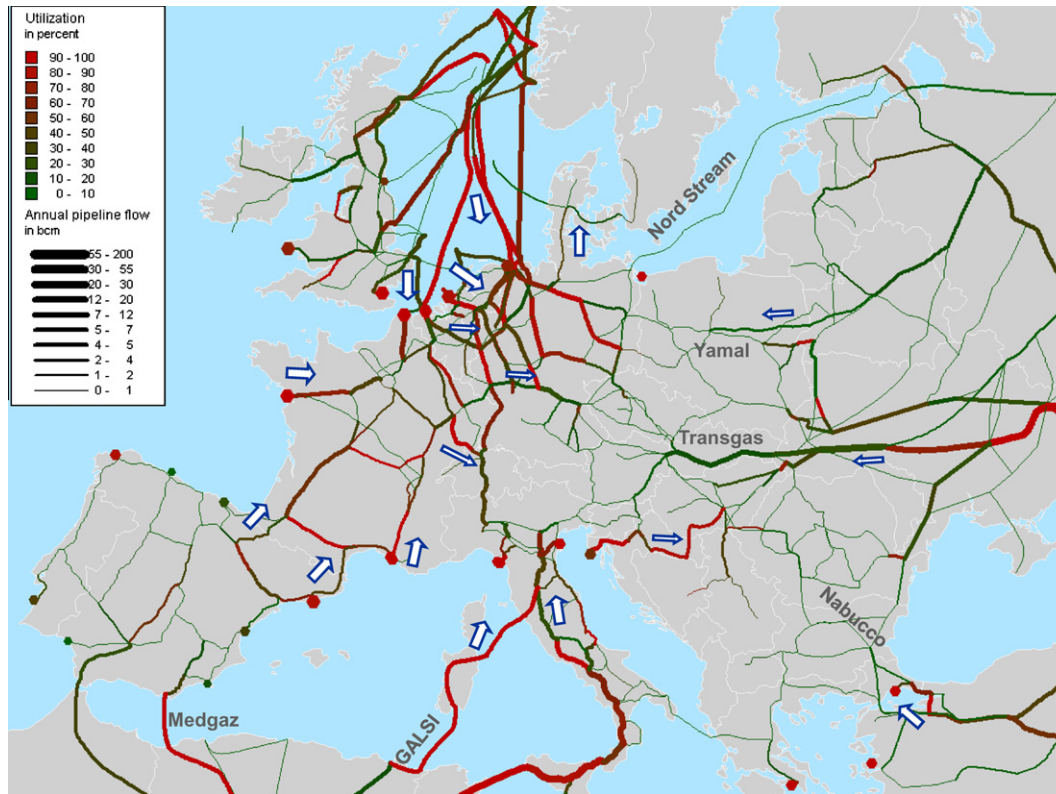 Utilization
in percent
90 - 100
80 - 90
70 - 80
60 - 70
50 - 60
40 - 50
30 - 40
20 - 30
10 - 20
0 - 10
Annual pipeline flow
in bcm
55 - 200
30 - 55
20 - 30
12 - 20
7 - 12
5 - 7
4 - 5
2 - 4
1 - 2
0 - 1
Nord Stream
Yamal
Transgas
Nabucco
Medgaz
GALSI